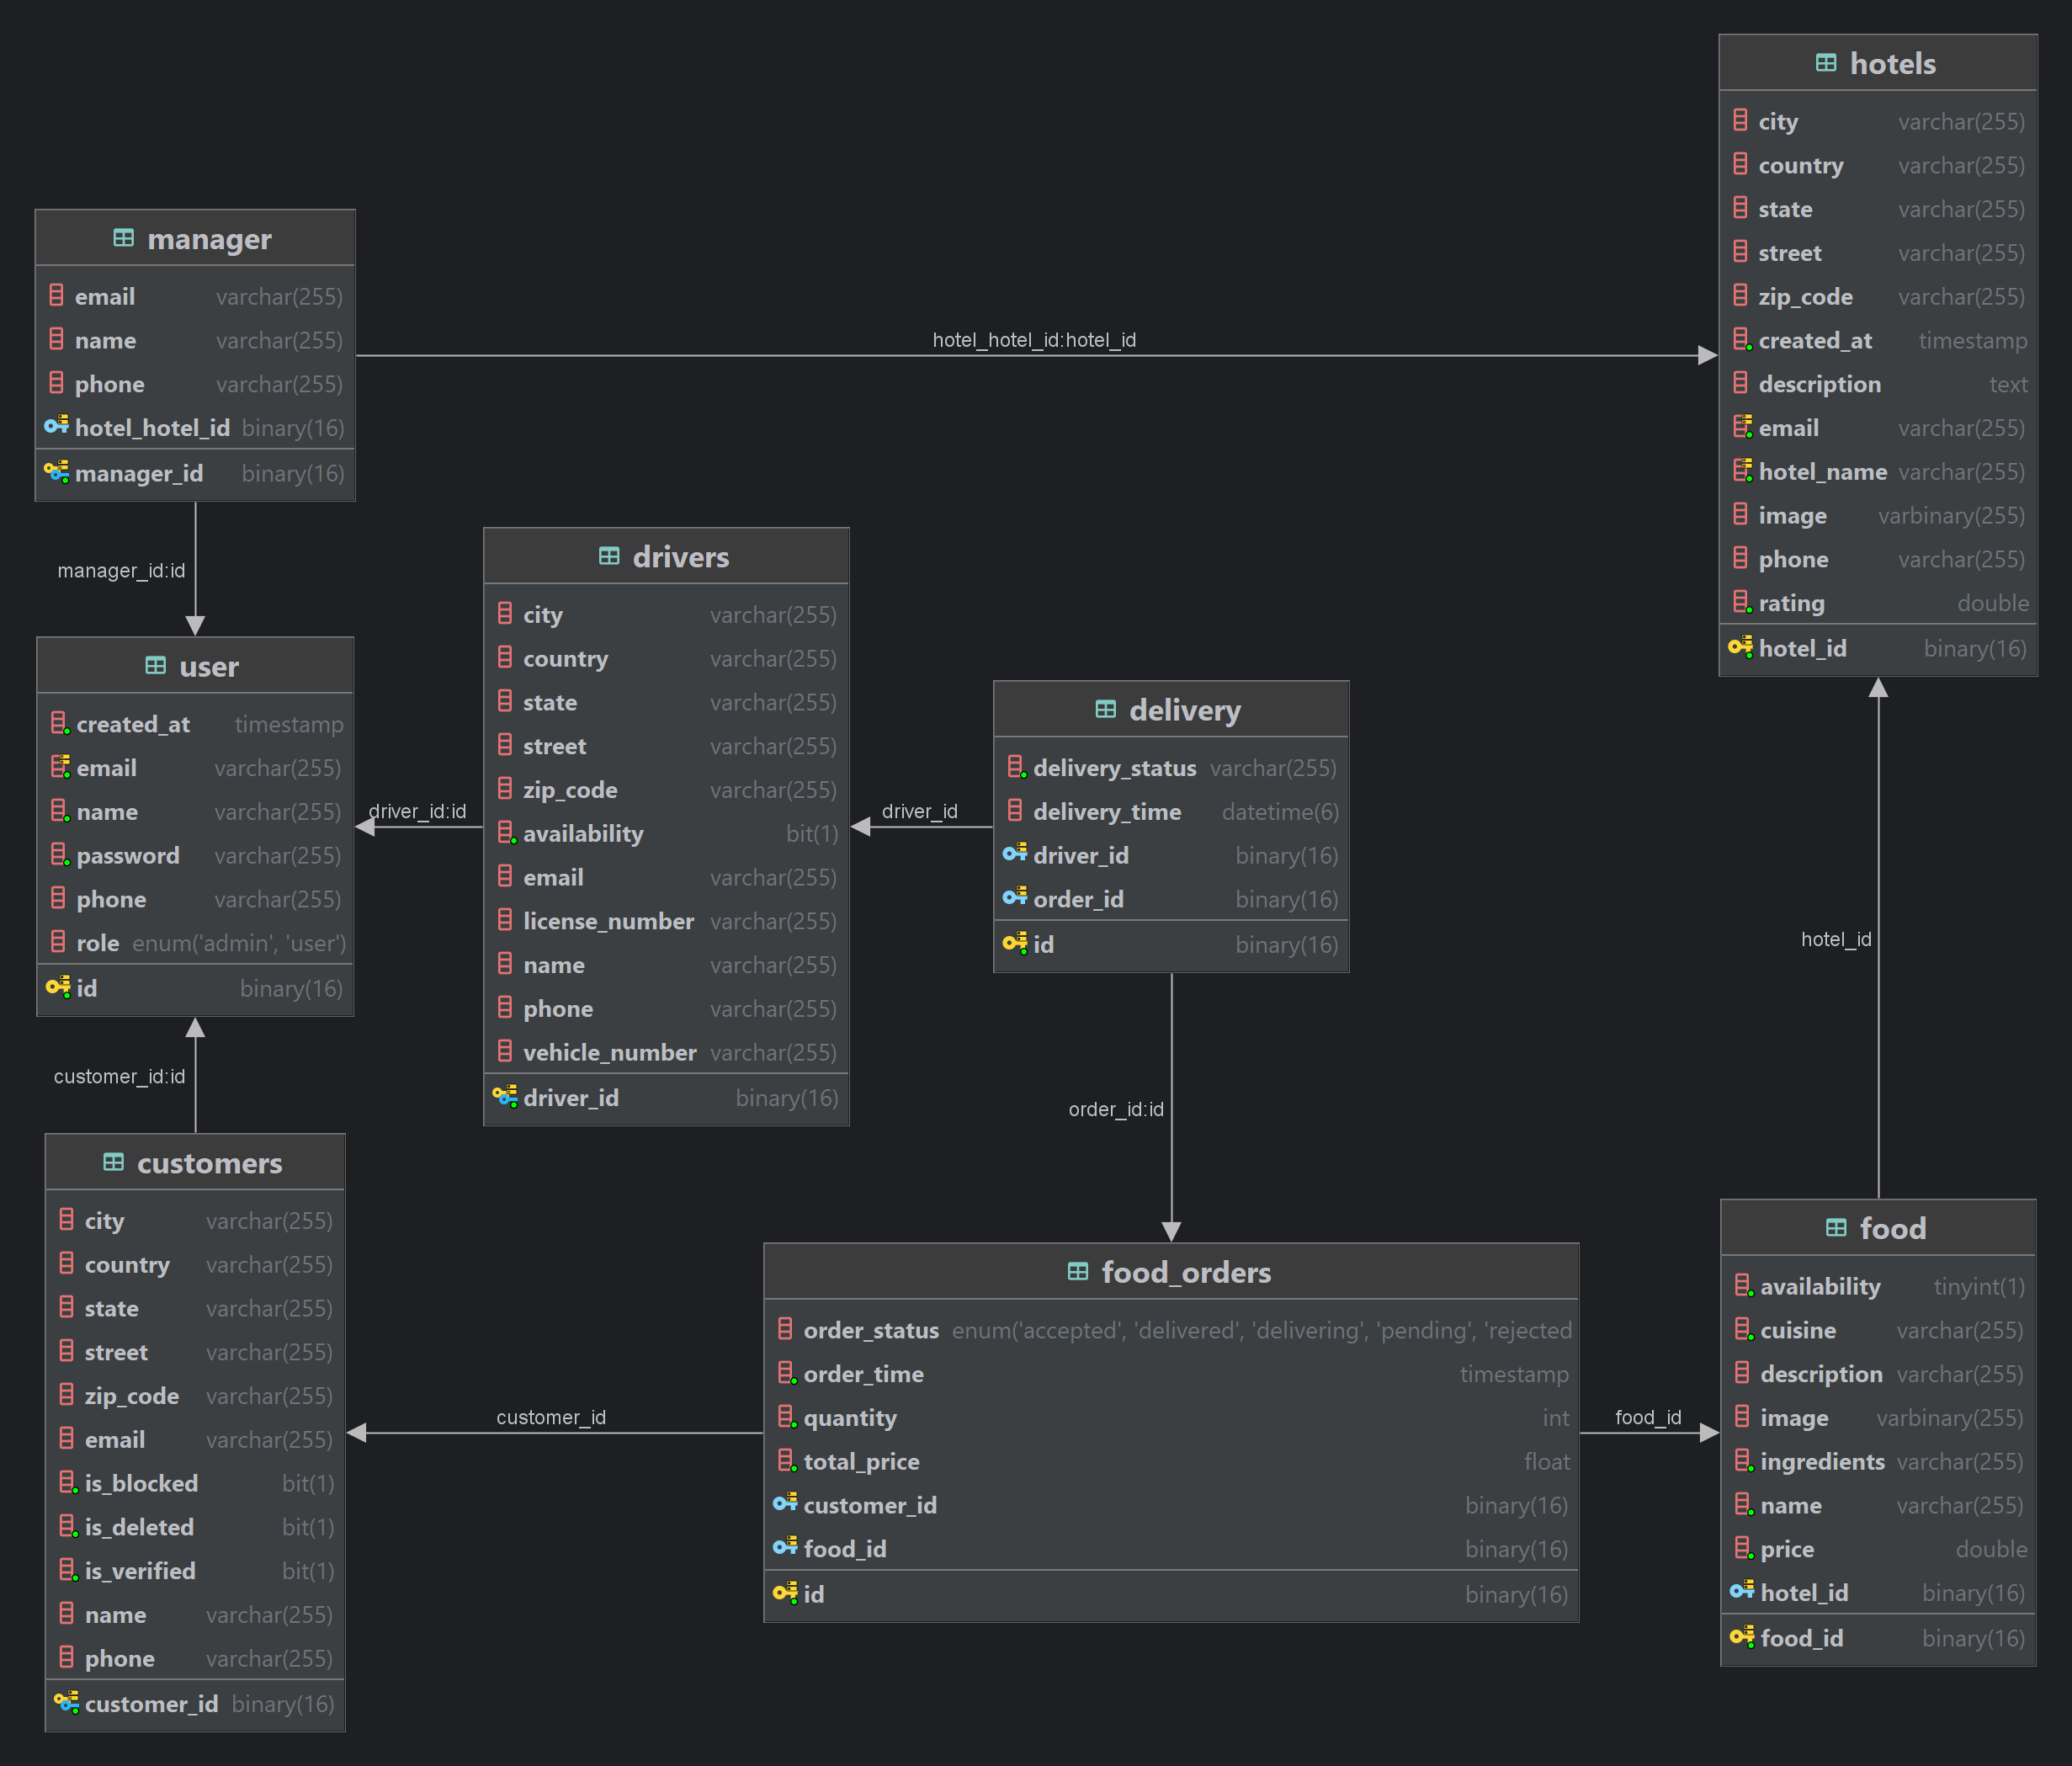 hotels
city varchar(255)
country varchar(255)
state varchar(255)
street varchar(255)
zip_code varchar(255)
created_at timestamp
description text
email varchar(255)
hotel_name varchar(255)
image varbinary(255)
phone varchar(255)
rating double
hotel_id binary(16)
manager
email varchar(255)
name varchar(255)
phone varchar(255)
hotel_hotel_id binary(16)
manager_id binary(16)
hotel_hotel_id:hotel_id
manager_id:id
user
created_at timestamp
email varchar(255)
name varchar(255)
password varchar(255)
phone varchar(255)
role enum('admin', 'user')
id binary(16)
driver_id:id
drivers
city varchar(255)
country varchar(255)
state varchar(255)
street varchar(255)
zip_code varchar(255)
availability bit(1)
email varchar(255)
license_number varchar(255)
name varchar(255)
phone varchar(255)
vehicle_number varchar(255)
driver_id binary(16)
driver_id
delivery
delivery_status varchar(255)
delivery_time datetime(6)
driver_id binary(16)
order_id binary(16)
id binary(16)
hotel_id
customer_id:id
order_id:id
customers
city varchar(255)
country varchar(255)
state varchar(255)
street varchar(255)
zip_code varchar(255)
email varchar(255)
is_blocked bit(1)
is_deleted bit(1)
is_verified bit(1)
name varchar(255)
phone varchar(255)
customer_id binary(16)
customer_id
food_orders
order_status enum('accepted', 'delivered', 'delivering', 'pending', 'rejected
order_time timestamp
quantity int
total_price float
customer_id binary(16)
food_id binary(16)
id binary(16)
food_id
food
availability tinyint(1)
cuisine varchar(255)
description varchar(255)
image varbinary(255)
ingredients varchar(255)
name varchar(255)
price double
hotel_id binary(16)
food_id binary(16)